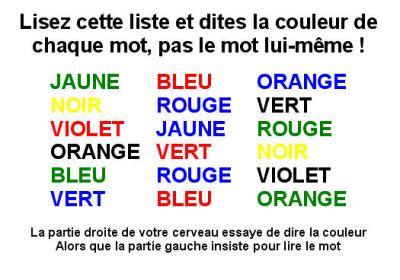 Lisez cette liste et dites la couleur de
chaque mot, pas le mot lui-même !
JAUNE BLEU ORANGE
NOIR ROUGE VERT
VIOLET JAUNE ROUGE
ORANGE VERT NOIR
BLEU ROUGE VIOLET
VERT BLEU ORANGE
La partie droite de votre cerveau essaye de dire la couleur
Alors que la partie gauche insiste pour lire le mot